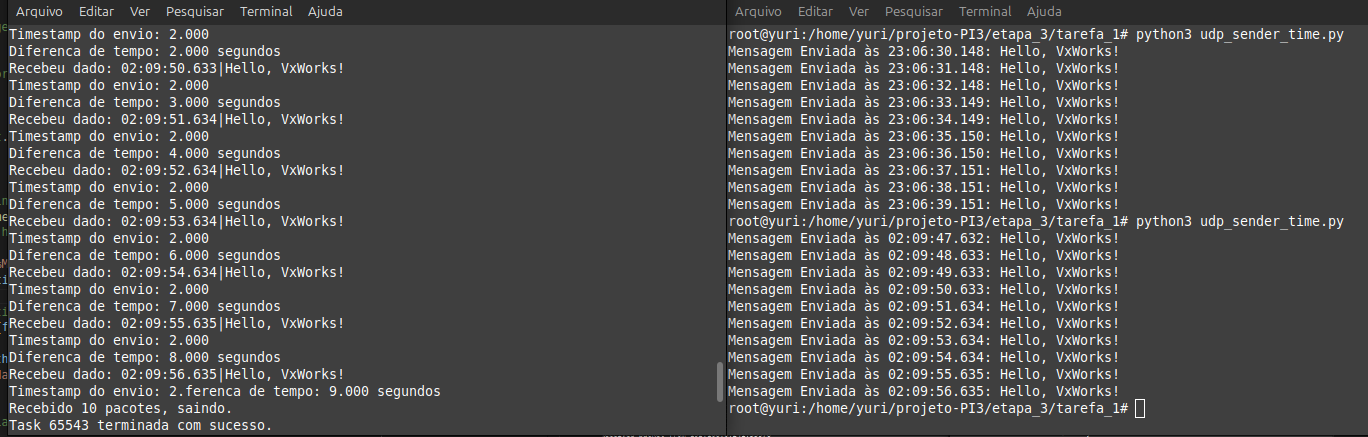 Arquivo Editar Ver Pesquisar Terminal Ajuda
Timestamp do envio: 2.000
Diferenca de tempo: 2.000 segundos
Recebeu dado: 02:09:50.633|Hello, VxWorks!
Timestamp do envio: 2.000
Diferenca de tempo: 3.000 segundos
Recebeu dado: 02:09:51.634|Hello, VxWorks!
Timestamp do envio: 2.000
Diferenca de tempo: 4.000 segundos
Recebeu dado: 02:09:52.634|Hello, VxWorks!
Timestamp do envio: 2.000
Diferenca de tempo: 5.000 segundos
Recebeu dado: 02:09:53.634|Hello, VxWorks!
Timestamp do envio: 2.000
Diferenca de tempo: 6.000 segundos
Recebeu dado: 02:09:54.634|Hello, VxWorks!
Timestamp do envio: 2.000
Diferenca de tempo: 7.000 segundos
Recebeu dado: 02:09:55.635|Hello, VxWorks!
Timestamp do envio: 2.000
Diferenca de tempo: 8.000 segundos
Recebeu dado: 02:09:56.635|Hello, VxWorks!
Timestamp do envio: 2.ferenca de tempo: 9.000 segundos
Recebido 10 pacotes, saindo.
Task 65543 terminada com sucesso.
Arquivo Editar Ver Pesquisar Terminal Ajuda
root@yuri:/home/yuri/projeto-PI3/etapa_3/tarefa_1# python3 udp_sender_time.py
Mensagem Enviada às 23:06:30.148: Hello, VxWorks!
Mensagem Enviada às 23:06:31.148: Hello, VxWorks!
Mensagem Enviada às 23:06:32.148: Hello, VxWorks!
Mensagem Enviada às 23:06:33.149: Hello, VxWorks!
Mensagem Enviada às 23:06:34.149: Hello, VxWorks!
Mensagem Enviada às 23:06:35.150: Hello, VxWorks!
Mensagem Enviada às 23:06:36.150: Hello, VxWorks!
Mensagem Enviada às 23:06:37.151: Hello, VxWorks!
Mensagem Enviada às 23:06:38.151: Hello, VxWorks!
Mensagem Enviada às 23:06:39.151: Hello, VxWorks!
root@yuri:/home/yuri/projeto-PI3/etapa_3/tarefa_1# python3 udp_sender_time.py
Mensagem Enviada às 02:09:47.632: Hello, VxWorks!
Mensagem Enviada às 02:09:48.633: Hello, VxWorks!
Mensagem Enviada às 02:09:49.633: Hello, VxWorks!
Mensagem Enviada às 02:09:50.633: Hello, VxWorks!
Mensagem Enviada às 02:09:51.634: Hello, VxWorks!
Mensagem Enviada às 02:09:52.634: Hello, VxWorks!
Mensagem Enviada às 02:09:53.634: Hello, VxWorks!
Mensagem Enviada às 02:09:54.634: Hello, VxWorks!
Mensagem Enviada às 02:09:55.635: Hello, VxWorks!
Mensagem Enviada às 02:09:56.635: Hello, VxWorks!
root@yuri:/home/yuri/projeto-PI3/etapa_3/tarefa_1#